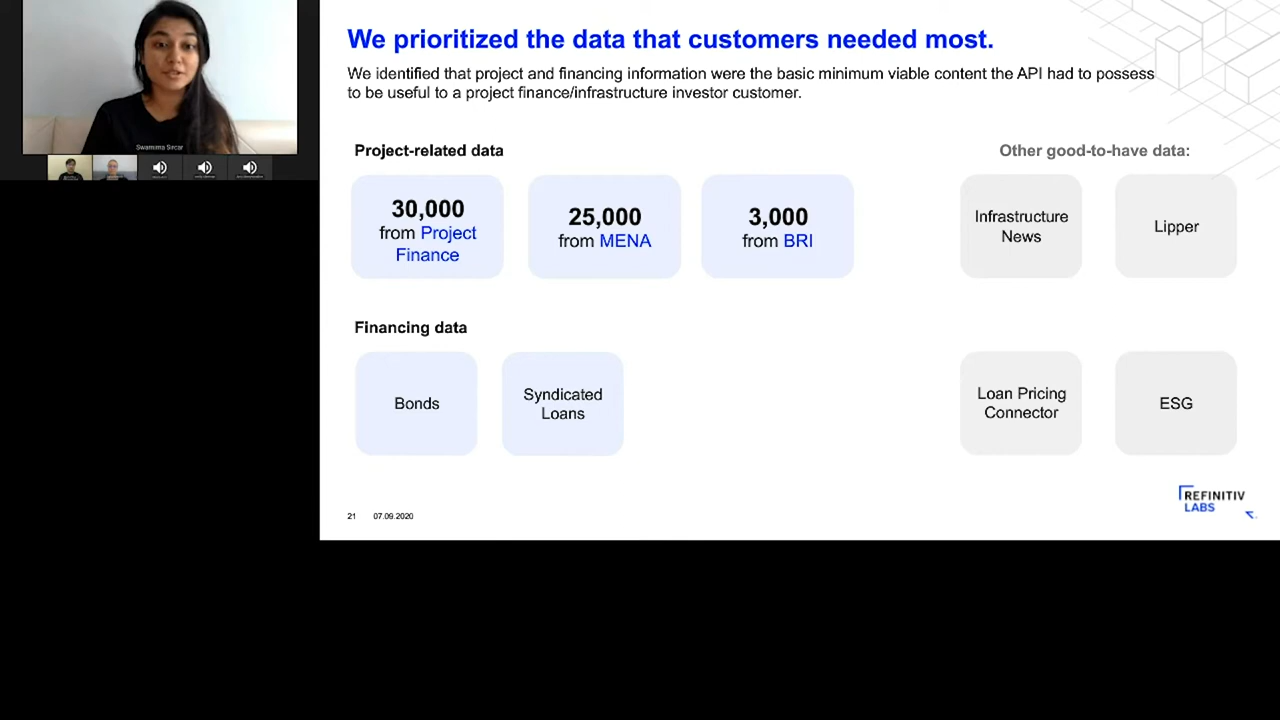 We prioritized the data that customers needed most.
We identified that project and financing information were the basic minimum viable content the API had to possess
to be useful to a project finance/infrastructure investor customer.
Swarnima Sircar
Project-related data
Other good-to-have data:
30,000
from Project
Finance
25,000
from MENA
3,000
from BRI
Infrastructure
News
Lipper
Financing data
Bonds
Syndicated
Loans
Loan Pricing
Connector
ESG
REFINITIV
LABS
21 07.09.2020